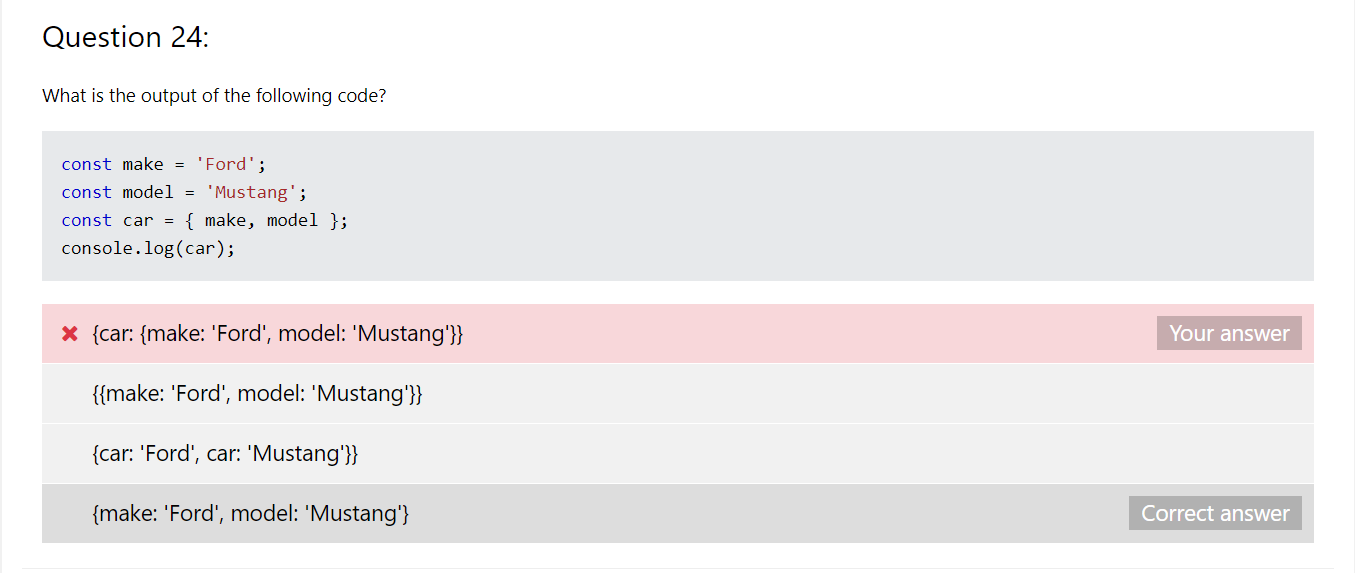 Question 24:
What is the output of the following code?
const make = 'Ford';
const model = 'Mustang';
const car = { make, model };
console.log(car);
{car: {make: 'Ford', model: 'Mustang'}} Your answer
{{make: 'Ford', model: 'Mustang'}}
{car: 'Ford', car: 'Mustang'}}
{make: 'Ford', model: 'Mustang'} Correct answer